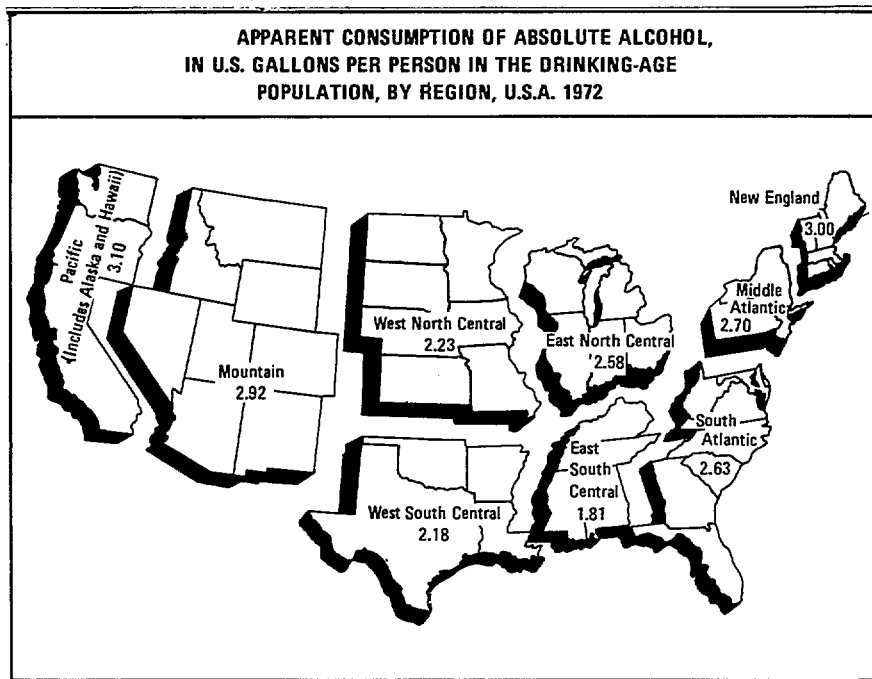 APPARENT CONSUMPTION OF ABSOLUTE ALCOHOL,
IN U.S. GALLONS PER PERSON IN THE DRINKING-AGE
POPULATION, BY REGION, U.S.A. 1972
Pacific
(Includes Alaska and Hawaii)
3.10
Mountain
2.92
West North Central
2.23
East North Central
2.58
New England
3.00
Middle
Atlantic
2.70
South
Atlantic
2.63
East
South
Central
1.81
West South Central
2.18